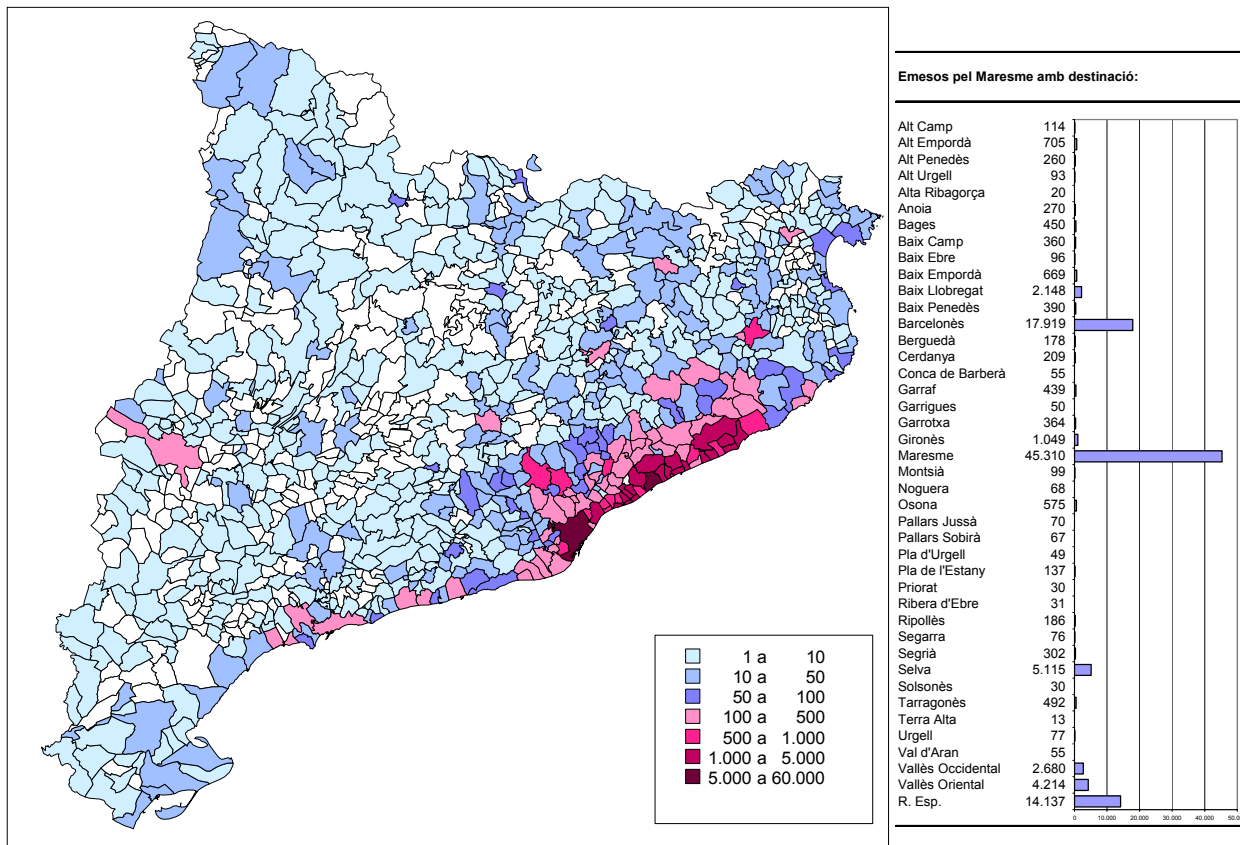 Emesos pel Maresme amb destinació:
Alt Camp 114
Alt Empordà 705
Alt Penedès 260
Alt Urgell 93
Alta Ribagorça 20
Anoia 270
Bages 450
Baix Camp 360
Baix Ebre 96
Baix Empordà 669
Baix Llobregat 2.148
Baix Penedès 390
Barcelonès 17.919
Berguedà 178
Cerdanya 209
Conca de Barberà 55
Garraf 439
Garrigues 50
Garrotxa 364
Gironès 1.049
Maresme 45.310
Montsià 99
Noguera 68
Osona 575
Pallars Jussà 70
Pallars Sobirà 67
Pla d'Urgell 49
Pla de l'Estany 137
Priorat 30
Ribera d'Ebre 31
Ripollès 186
Segarra 76
Segrià 302
Selva 5.115
Solsonès 30
Tarragonès 492
Terra Alta 13
Urgell 77
Val d'Aran 55
Vallès Occidental 2.680
Vallès Oriental 4.214
R. Esp. 14.137
0 10.000 20.000 30.000 40.000
1 a 10
10 a 50
50 a 100
100 a 500
500 a 1.000
1.000 a 5.000
5.000 a 60.000